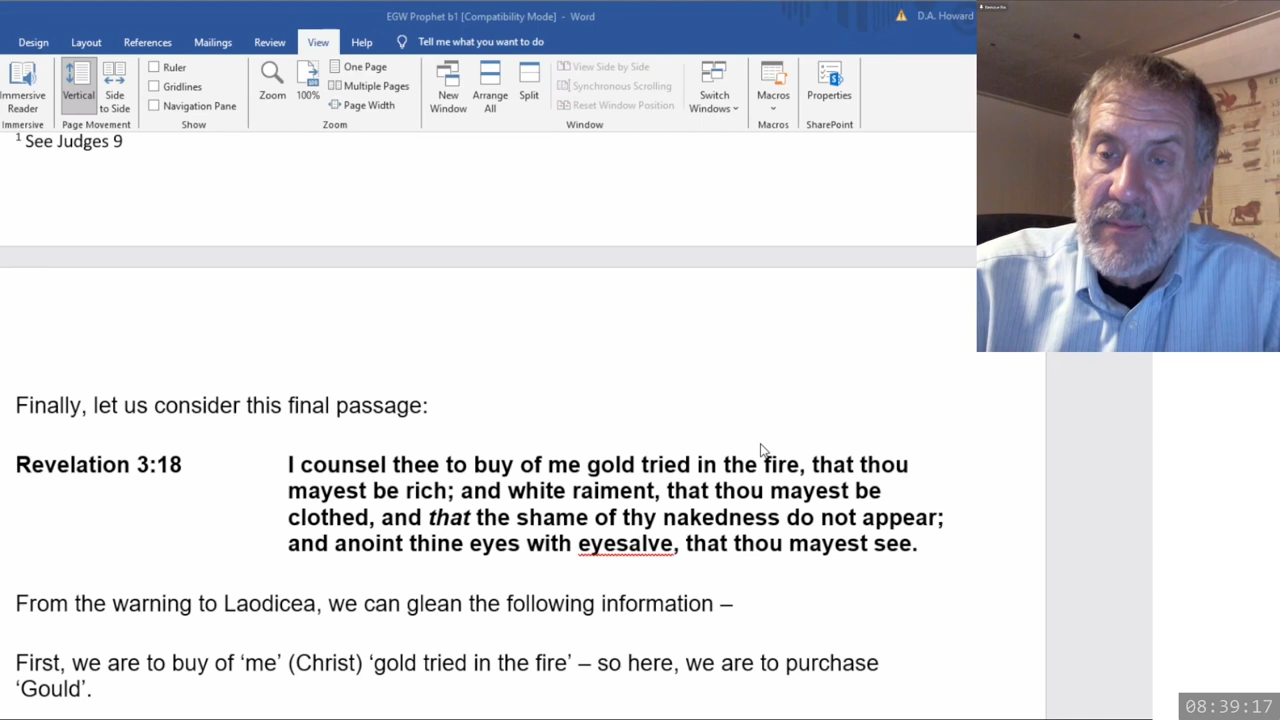 EGW Prophet b1 [Compatibility Mode] - Word
D.A. Howard
Design Layout References Mailings Review View Help Tell me what you want to do
Immersive Reader
Vertical
Side to Side
Ruler
Gridlines
Navigation Pane
Zoom
100%
One Page
Multiple Pages
Page Width
New Window
Arrange All
Split
View Side by Side
Synchronous Scrolling
Reset Window Position
Switch Windows
Macros
Properties
Immersive Page Movement Show Zoom Window Macros SharePoint
1 See Judges 9
Finally, let us consider this final passage:
Revelation 3:18 I counsel thee to buy of me gold tried in the fire, that thou
mayest be rich; and white raiment, that thou mayest be
clothed, and that the shame of thy nakedness do not appear;
and anoint thine eyes with eyesalve, that thou mayest see.
From the warning to Laodicea, we can glean the following information –
First, we are to buy of ‘me’ (Christ) ‘gold tried in the fire’ – so here, we are to purchase
‘Gould’.
08:39:17